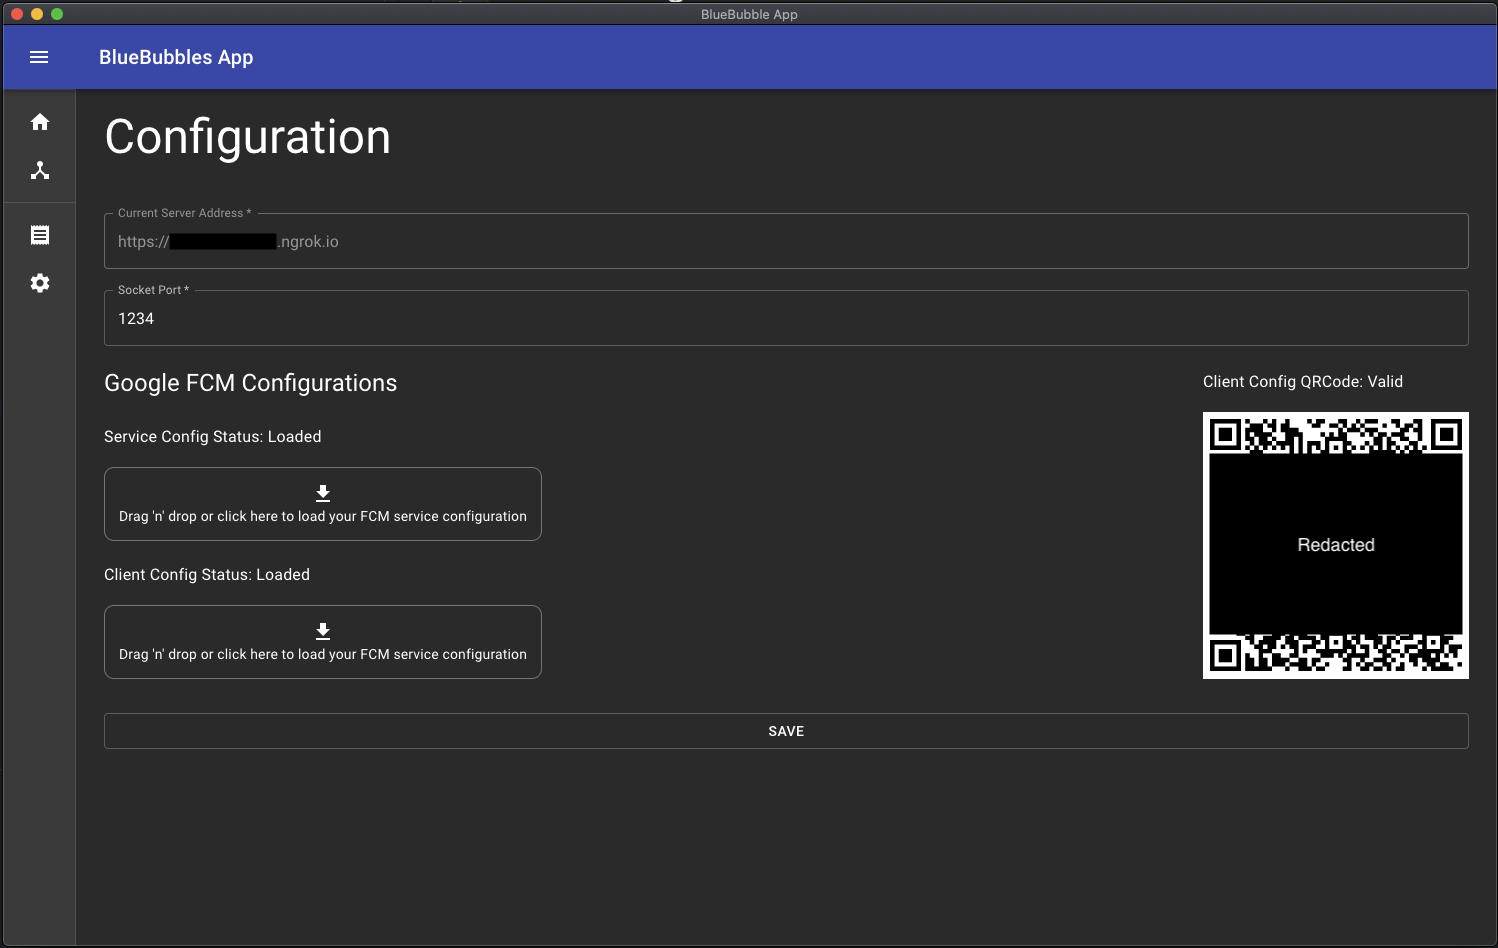 BlueBubble App
BlueBubbles App
Configuration
Current Server Address *
https://
.ngrok.io
Socket Port *
1234
Google FCM Configurations
Client Config QRCode: Valid
Service Config Status: Loaded
Drag 'n' drop or click here to load your FCM service configuration
Redacted
Client Config Status: Loaded
Drag 'n' drop or click here to load your FCM service configuration
SAVE